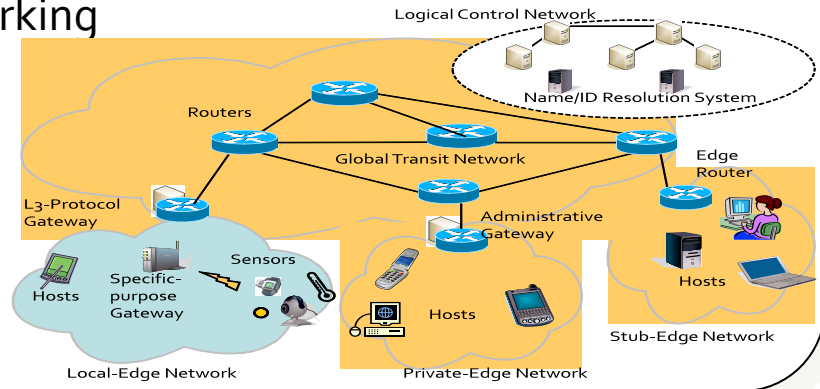 rking
Logical Control Network
Name/ID Resolution System
Routers
Global Transit Network
Edge
Router
L3-Protocol
Gateway
Administrative
Gateway
Sensors
Hosts
Specific-
purpose
Gateway
Hosts
Hosts
Stub-Edge Network
Local-Edge Network
Private-Edge Network